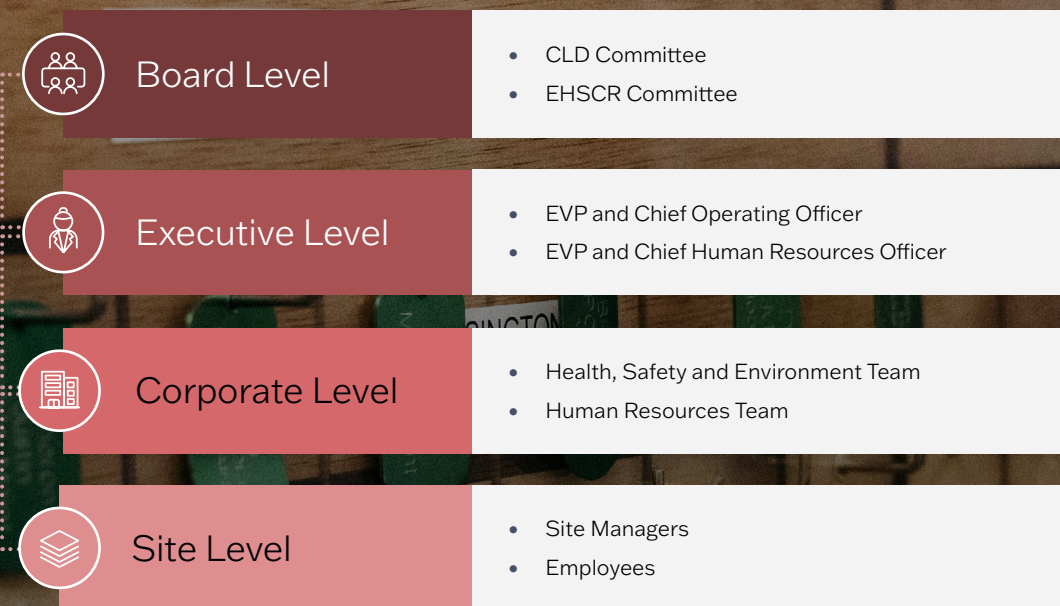 Board Level
CLD Committee
EHSCR Committee
Executive Level
EVP and Chief Operating Officer
EVP and Chief Human Resources Officer
Corporate Level
Health, Safety and Environment Team
Human Resources Team
Site Level
Site Managers
Employees